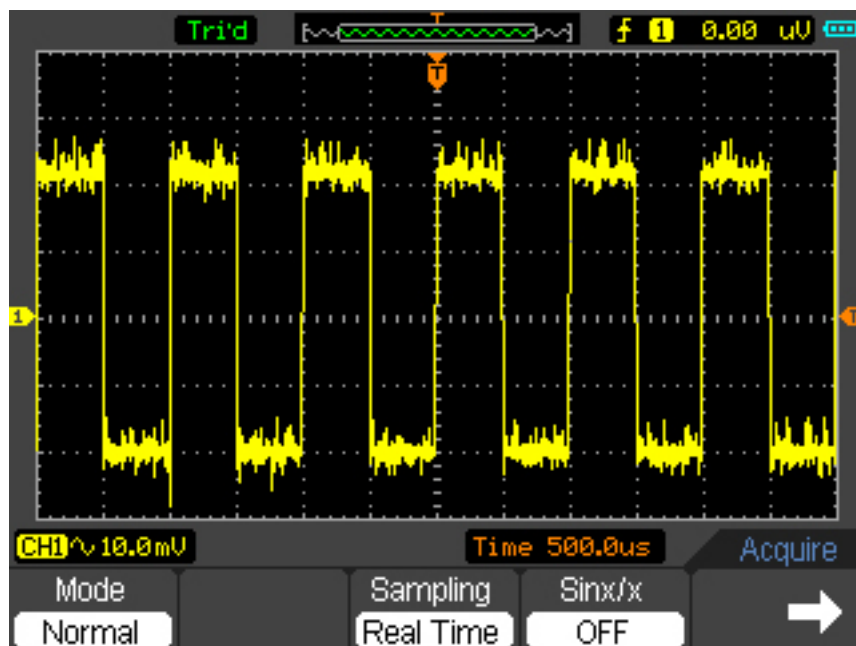 Tri'd T 1 0.00 uV
T
1 T
CH1 10.0mV Time 500.0us Acquire
Mode Sampling Sinx/x
Normal Real Time OFF